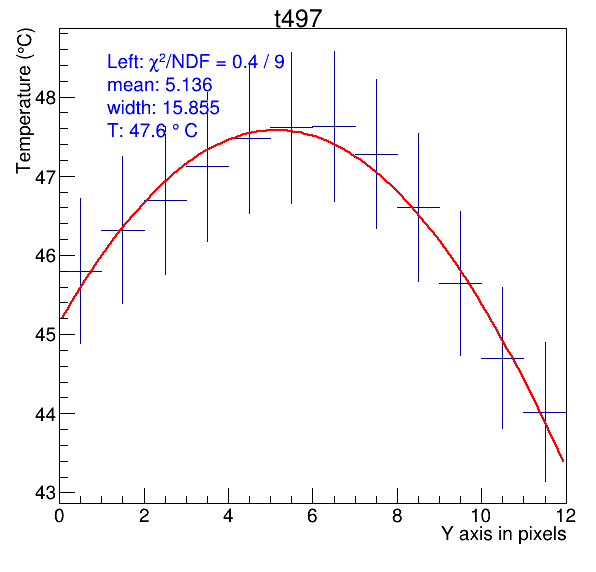 t497
Temperature (°C)
Left: χ²/NDF = 0.4 / 9
mean: 5.136
width: 15.855
T: 47.6 ° C
48
47
46
45
44
43
0 2 4 6 8 10 12
Y axis in pixels